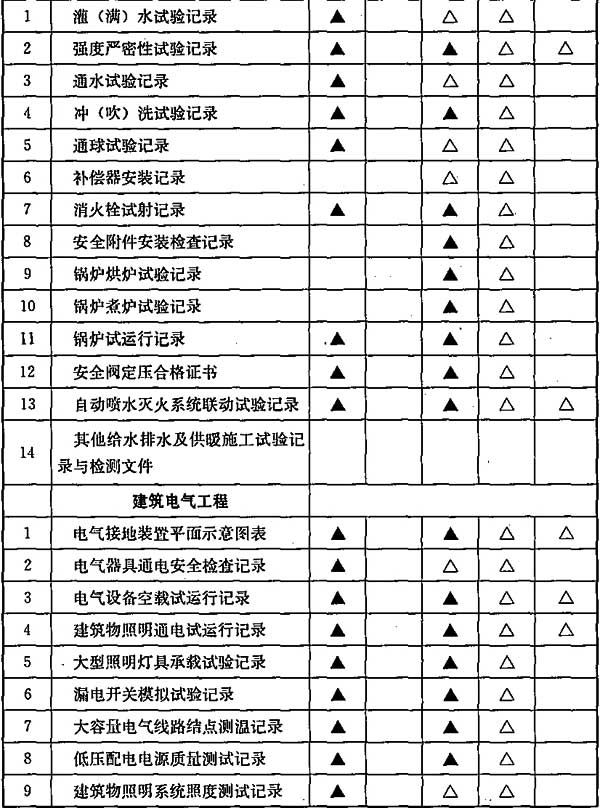 1 灌（满）水试验记录 ▲ △ △
2 强度严密性试验记录 ▲ ▲ △ △
3 通水试验记录 ▲ △ △
4 冲（吹）洗试验记录 ▲ ▲ △
5 通球试验记录 ▲ △ △
6 补偿器安装记录 △ △
7 消火栓试射记录 ▲ ▲ △
8 安全附件安装检查记录 ▲ △
9 锅炉烘炉试验记录 ▲ △
10 锅炉煮炉试验记录 ▲ △
11 锅炉试运行记录 ▲ ▲ △
12 安全阀定压合格证书 ▲ ▲ △
13 自动喷水灭火系统联动试验记录 ▲ ▲ △ △
14 其他给水排水及供暖施工试验记
录与检测文件
建筑电气工程
1 电气接地装置平面示意图表 ▲ ▲ △ △
2 电气器具通电安全检查记录 ▲ △ △
3 电气设备空载试运行记录 ▲ ▲ △ △
4 建筑物照明通电试运行记录 ▲ ▲ △ △
5 大型照明灯具承载试验记录 ▲ ▲ △
6 漏电开关模拟试验记录 ▲ ▲ △
7 大容量电气线路结点测温记录 ▲ ▲ △
8 低压配电电源质量测试记录 ▲ ▲ △
9 建筑物照明系统照度测试记录 ▲ △ △